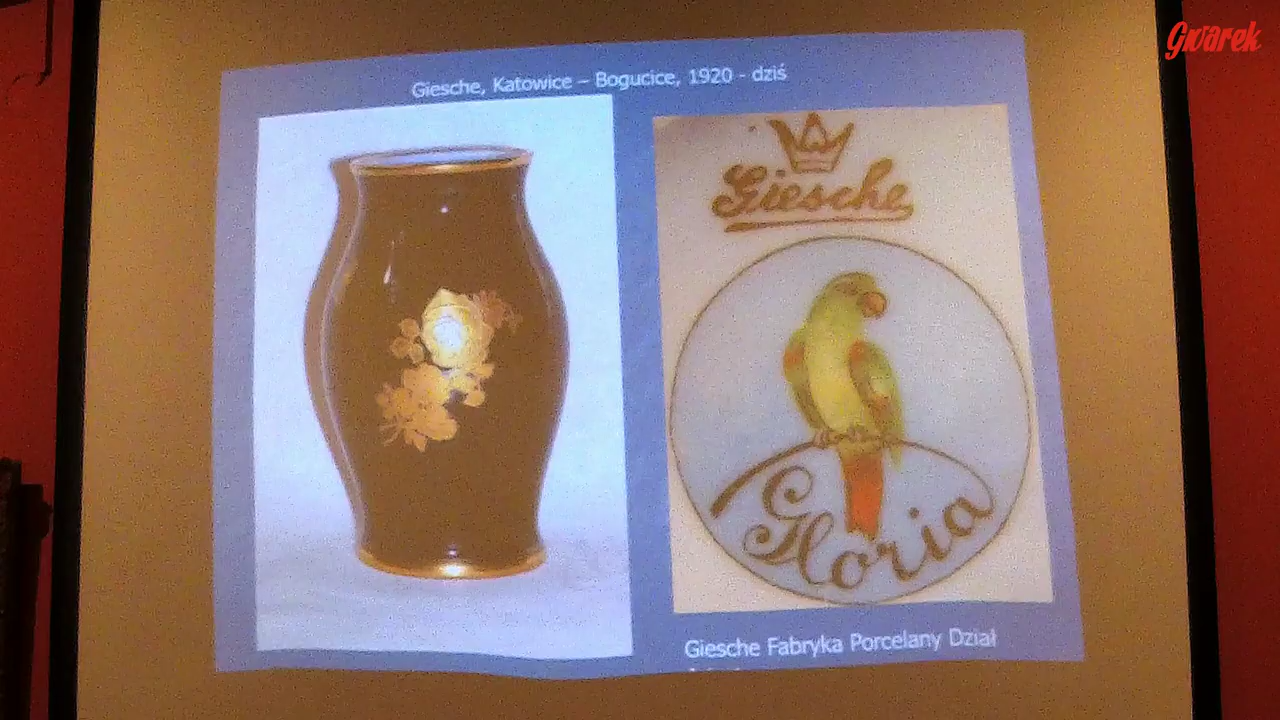 Gwarek
Giesche, Katowice – Bogucice, 1920 - dziś
Giesche
Gloria
Giesche Fabryka Porcelany Dział